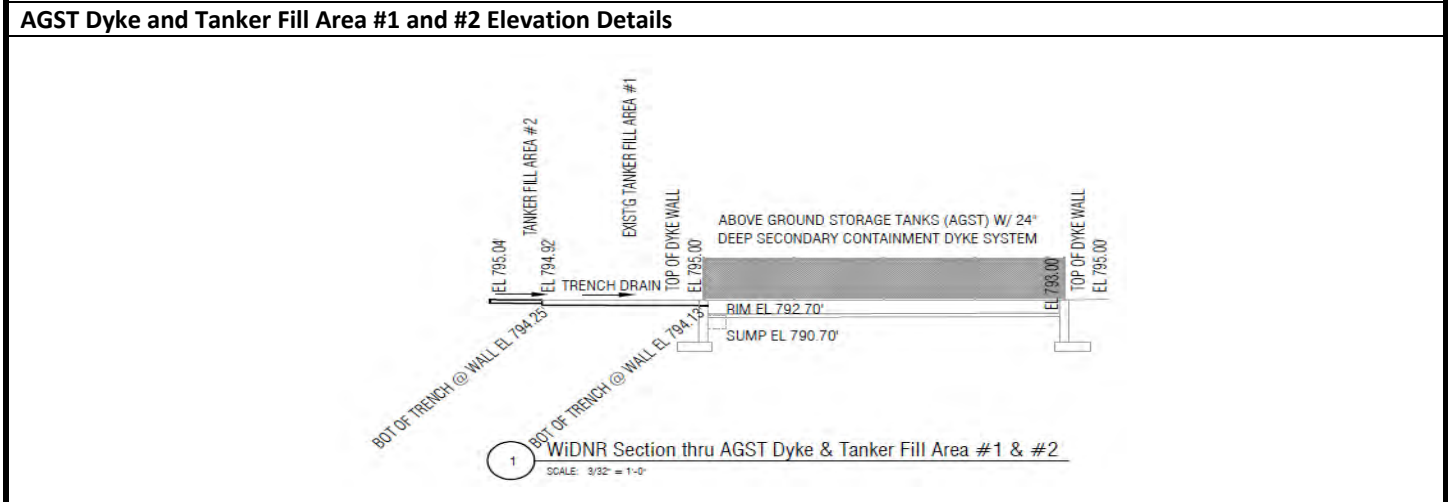 AGST Dyke and Tanker Fill Area #1 and #2 Elevation Details
EL 795.04'
TANKER FILL AREA #2
EL 794.92'
EXIST'G TANKER FILL AREA #1
TOP OF DYKE WALL
EL 795.00'
ABOVE GROUND STORAGE TANKS (AGST) W/ 24"
DEEP SECONDARY CONTAINMENT DYKE SYSTEM
EL 793.00'
TOP OF DYKE WALL
EL 795.00'
TRENCH DRAIN
RIM EL 792.70'
SUMP EL 790.70'
BOT OF TRENCH @ WALL EL 794.25'
BOT OF TRENCH @ WALL EL 794.13'
1
WiDNR Section thru AGST Dyke & Tanker Fill Area #1 & #2
SCALE: 3/32" = 1'-0"